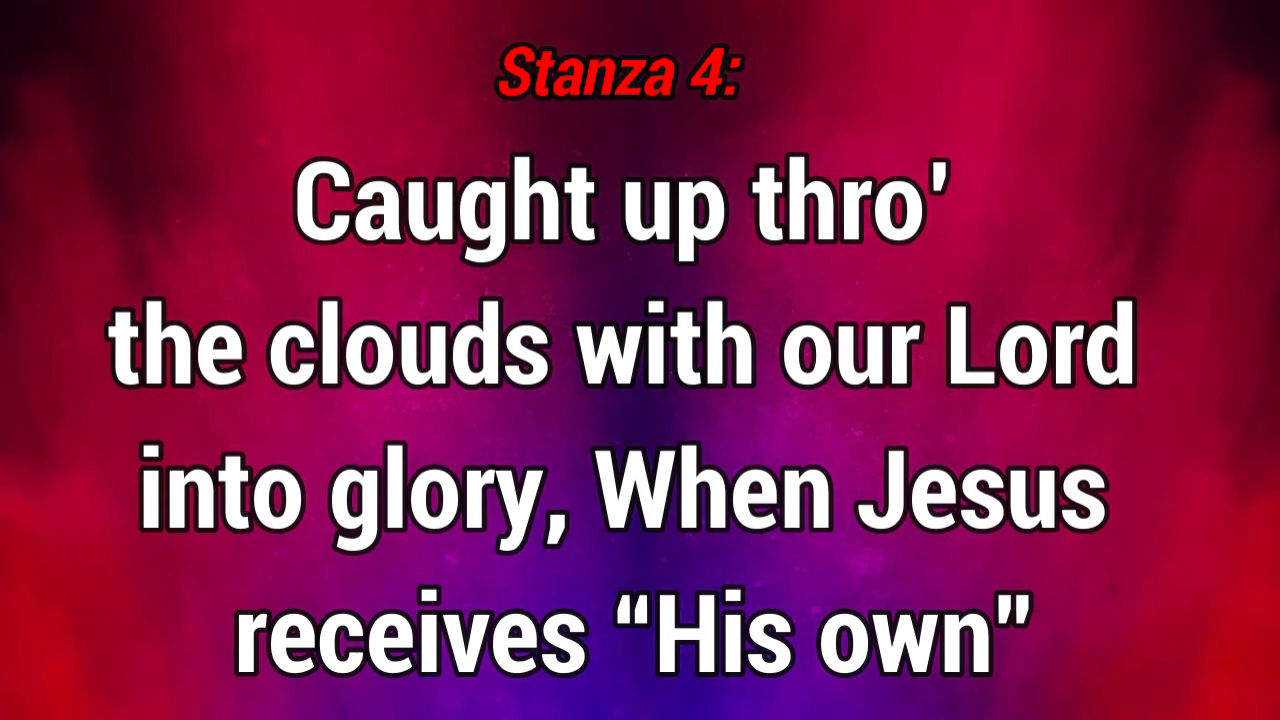 Stanza 4:
Caught up thro'
the clouds with our Lord
into glory, When Jesus
receives “His own”